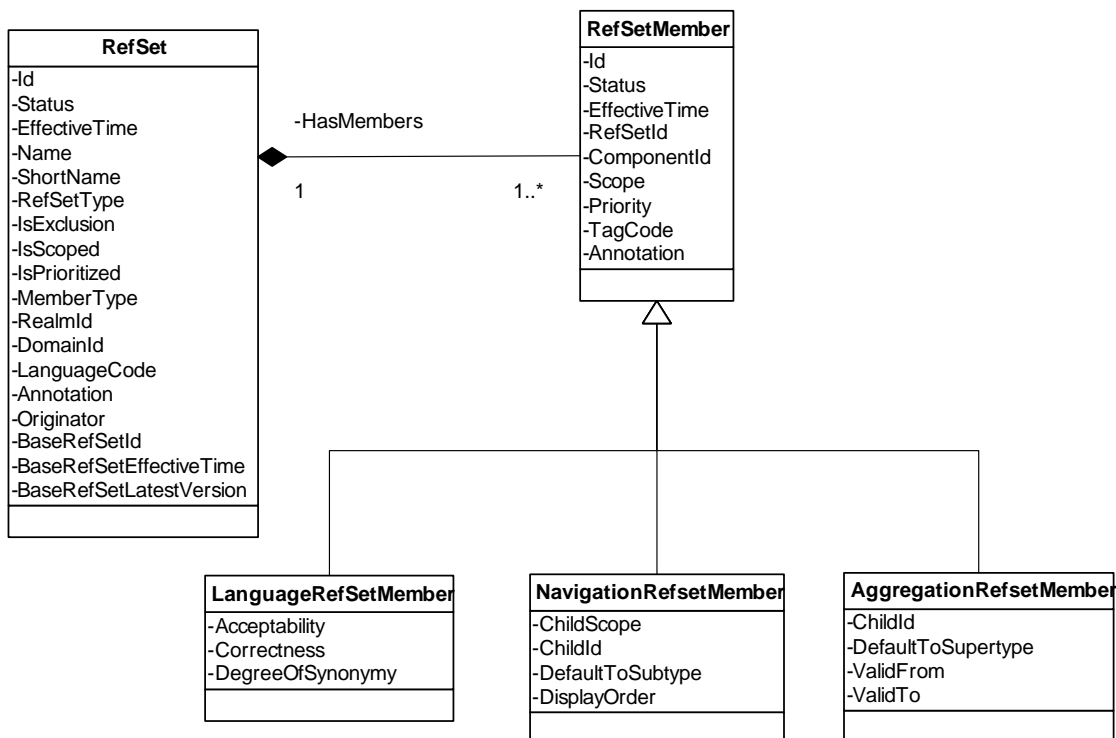 RefSet
-Id
-Status
-EffectiveTime
-Name
-ShortName
-RefSetType
-IsExclusion
-IsScoped
-IsPrioritized
-MemberType
-RealmId
-DomainId
-LanguageCode
-Annotation
-Originator
-BaseRefSetId
-BaseRefSetEffectiveTime
-BaseRefSetLatestVersion
-HasMembers
1
1..*
RefSetMember
-Id
-Status
-EffectiveTime
-RefSetId
-ComponentId
-Scope
-Priority
-TagCode
-Annotation
LanguageRefSetMember
-Acceptability
-Correctness
-DegreeOfSynonymy
NavigationRefsetMember
-ChildScope
-ChildId
-DefaultToSubtype
-DisplayOrder
AggregationRefsetMember
-ChildId
-DefaultToSupertype
-ValidFrom
-ValidTo